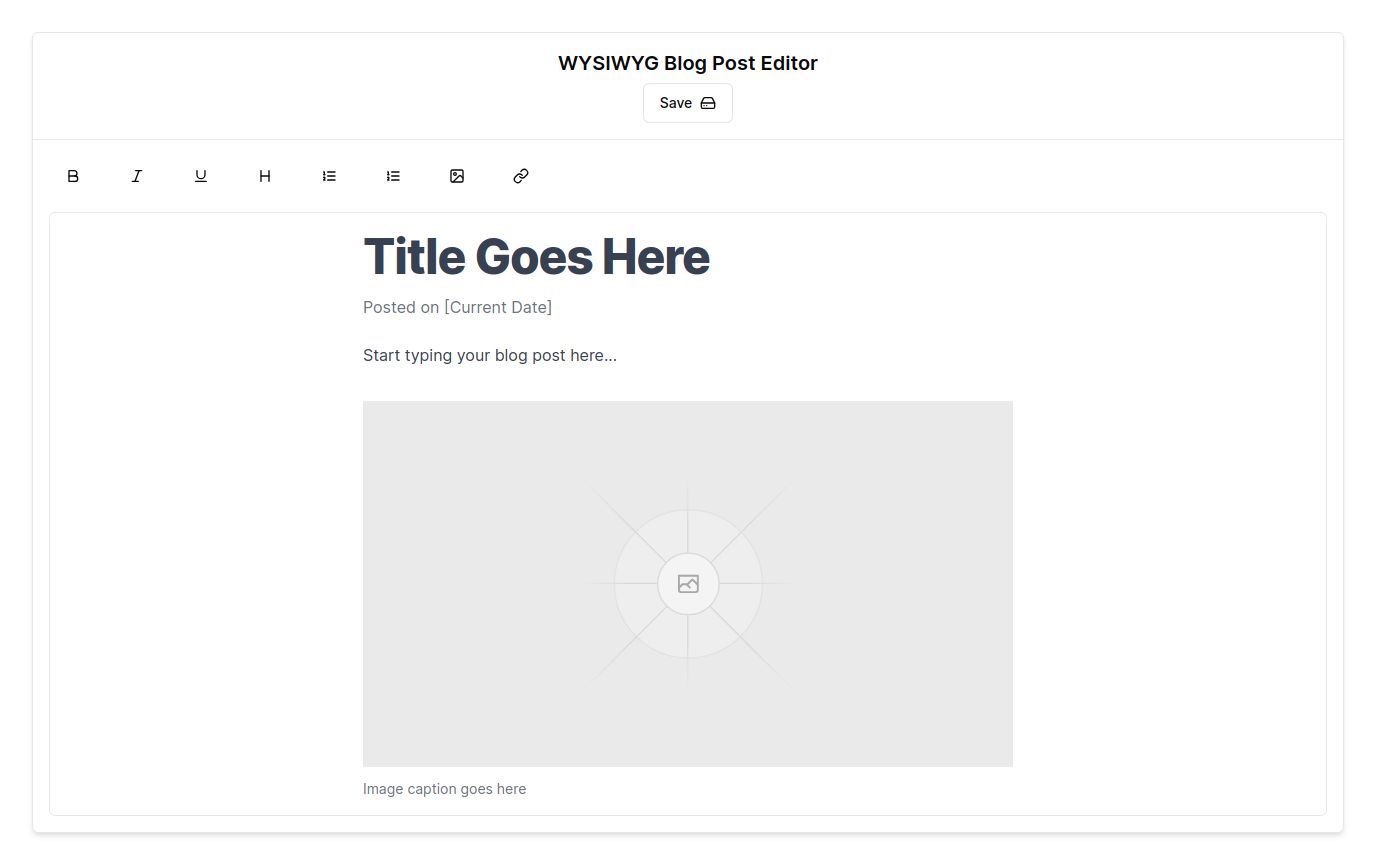 WYSIWYG Blog Post Editor
Save
Title Goes Here
Posted on [Current Date]
Start typing your blog post here...
Image caption goes here